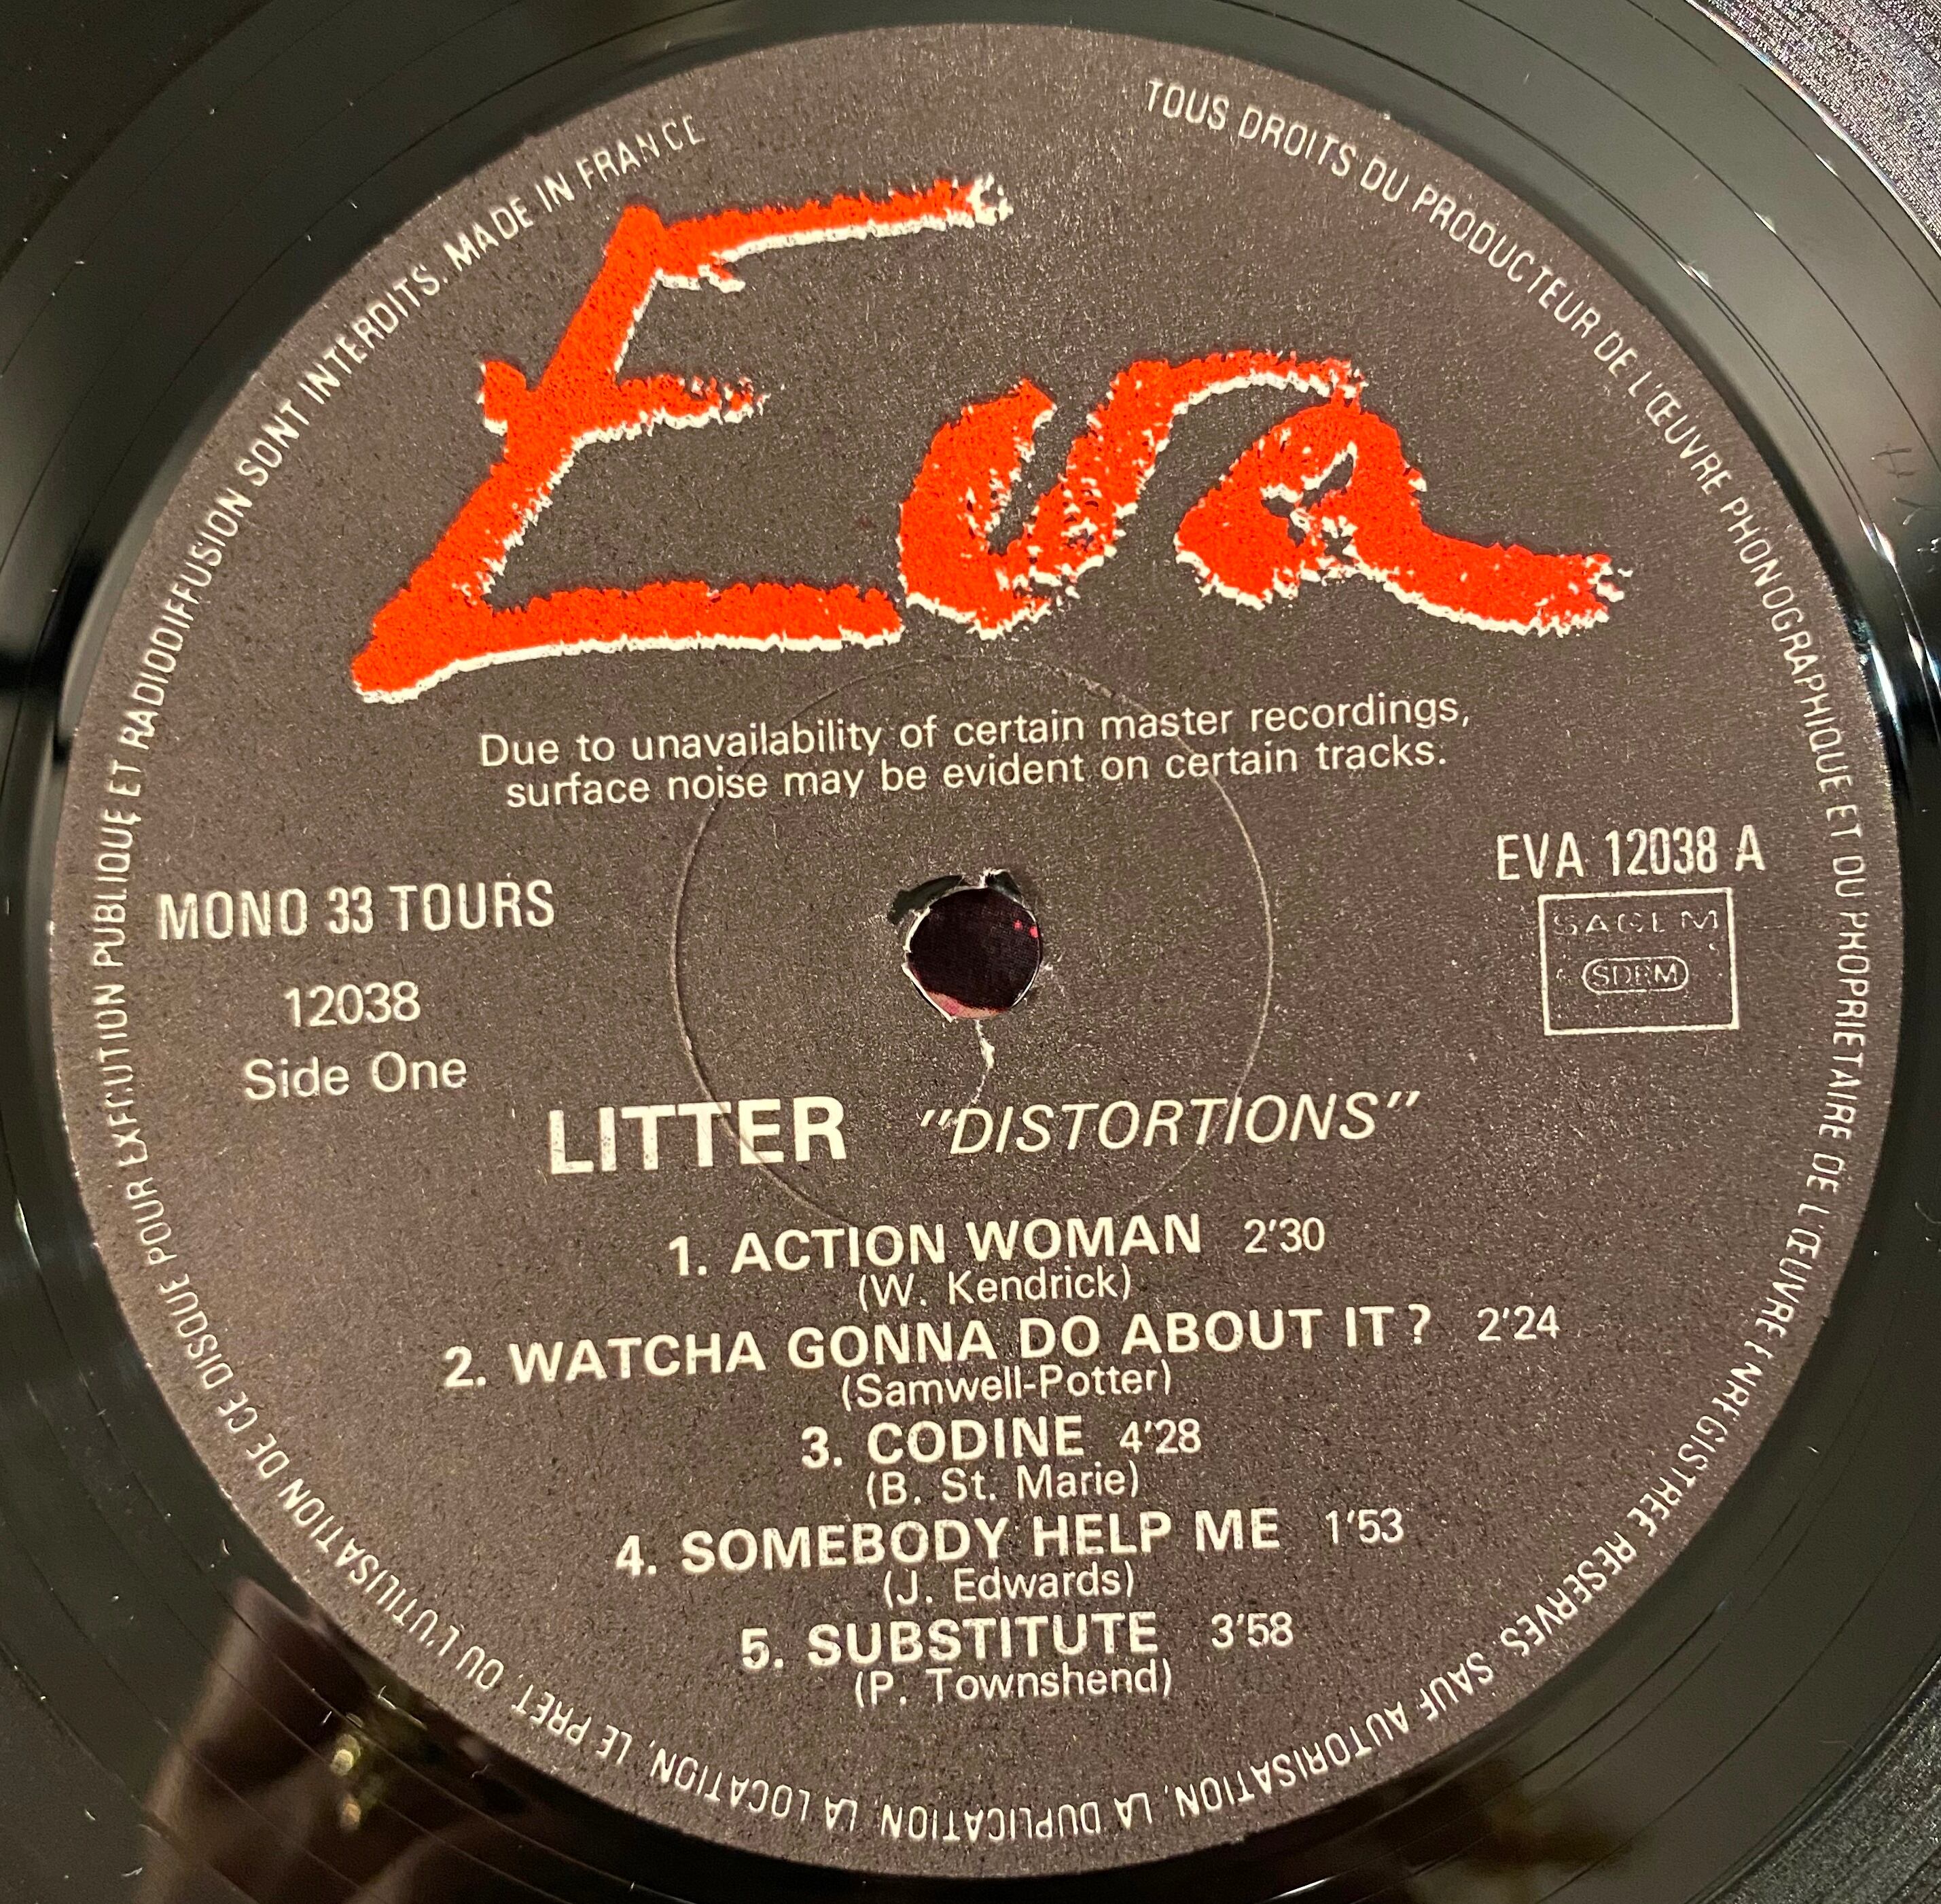 TOUS DROITS DU PRODUCTEUR DE L'ŒUVRE PHONOGRAPHIQUE ET DU PROPRIETAIRE DE L'ŒUVRE ENREGISTREE RESERVES. SAUF AUTORISATION, LA DUPLICATION, LA LOCATION, LE PRET, OU L'UTILISATION DE CE DISQUE POUR EXECUTION PUBLIQUE ET RADIODIFFUSION SONT INTERDITS. MADE IN FRANCE
Eva
Due to unavailability of certain master recordings,
surface noise may be evident on certain tracks.
EVA 12038 A
SACEM
SDRM
MONO 33 TOURS
12038
Side One
LITTER "DISTORTIONS"
1. ACTION WOMAN 2'30
(W. Kendrick)
2. WATCHA GONNA DO ABOUT IT? 2'24
(Samwell-Potter)
3. CODINE 4'28
(B. St. Marie)
4. SOMEBODY HELP ME 1'53
(J. Edwards)
5. SUBSTITUTE 3'58
(P. Townshend)